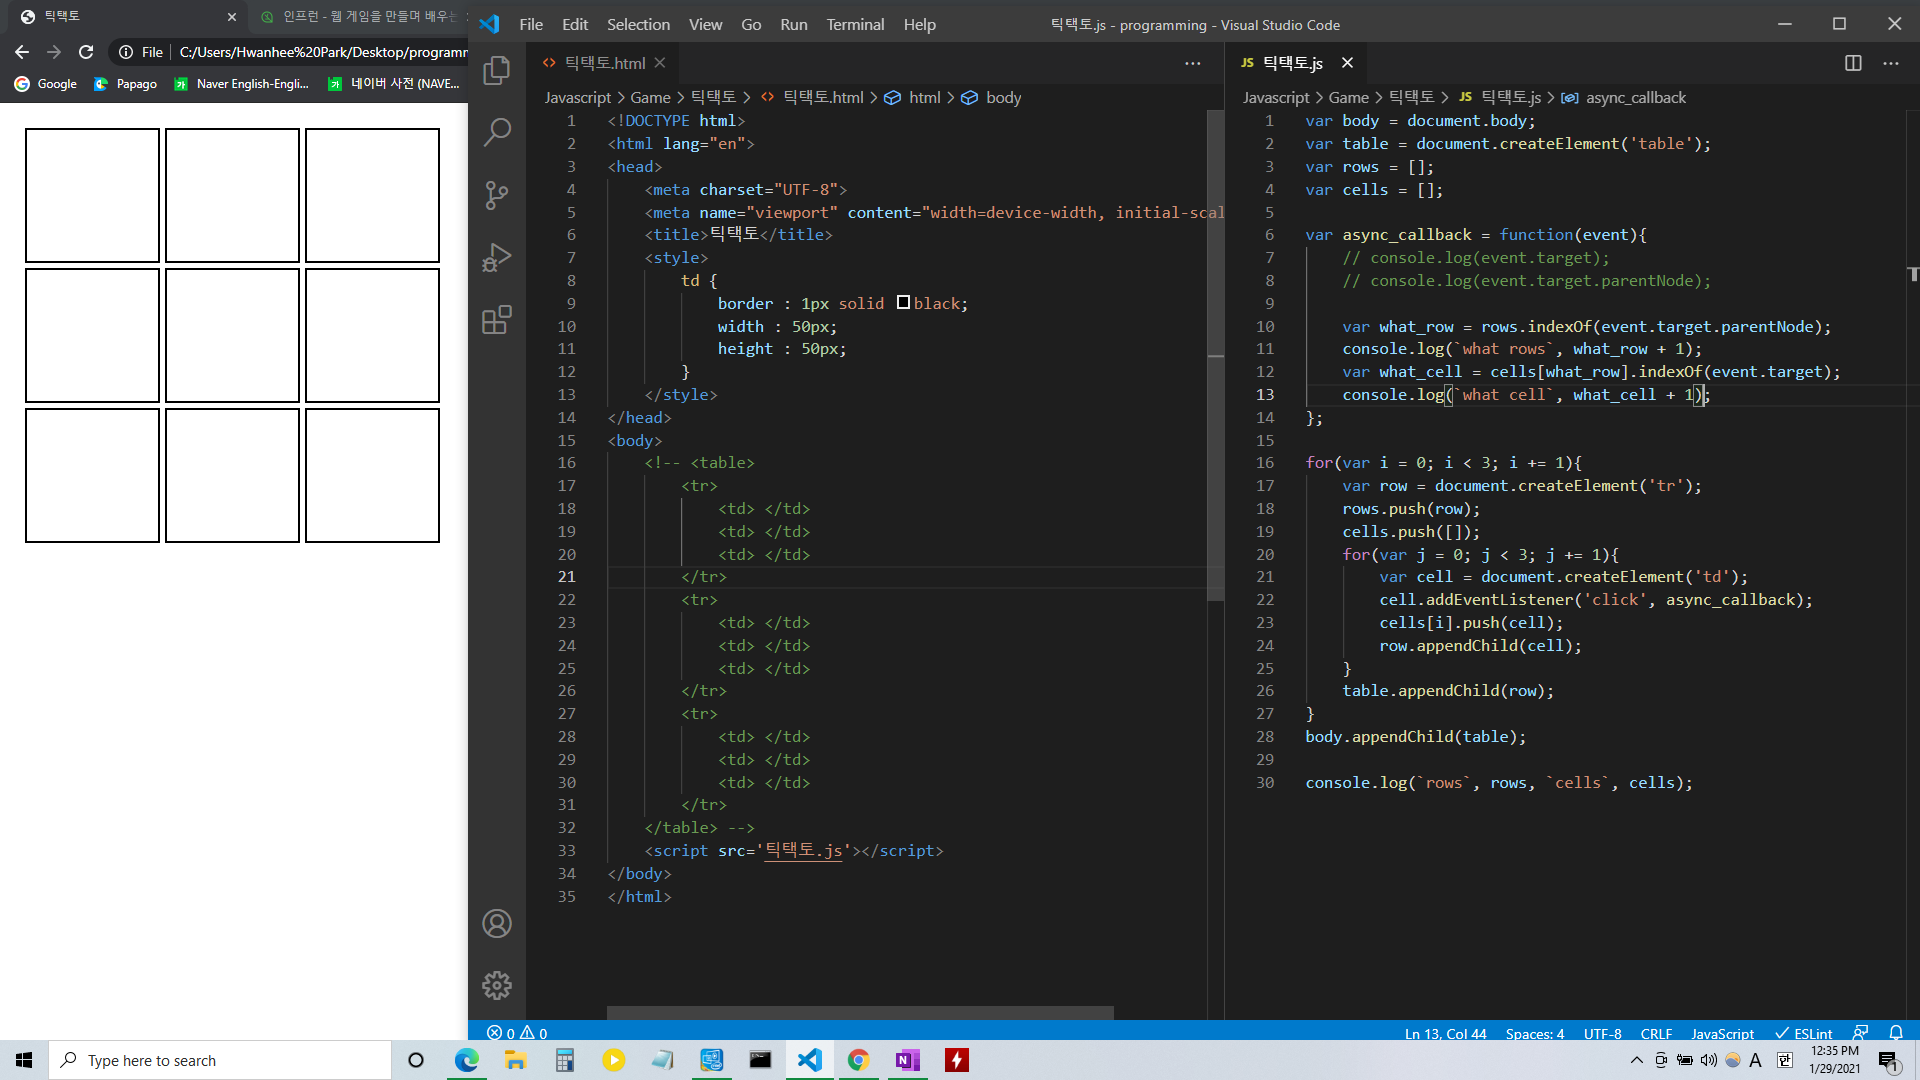 틱택토
인프런 - 웹 게임을 만들며 배우는
File
C:/Users/Hwanhee%20Park/Desktop/programm
Google
Papago
Naver English-Engli...
네이버 사전 (NAVE...
File Edit Selection View Go Run Terminal Help
틱택토.js - programming - Visual Studio Code
틱택토.html
Javascript > Game > 틱택토 > 틱택토.html > html > body
1 <!DOCTYPE html>
2 <html lang="en">
3 <head>
4 <meta charset="UTF-8">
5 <meta name="viewport" content="width=device-width, initial-scal
6 <title>틱택토</title>
7 <style>
8 td {
9 border : 1px solid black;
10 width : 50px;
11 height : 50px;
12 }
13 </style>
14 </head>
15 <body>
16 <!-- <table>
17 <tr>
18 <td> </td>
19 <td> </td>
20 <td> </td>
21 </tr>
22 <tr>
23 <td> </td>
24 <td> </td>
25 <td> </td>
26 </tr>
27 <tr>
28 <td> </td>
29 <td> </td>
30 <td> </td>
31 </tr>
32 </table> -->
33 <script src='틱택토.js'></script>
34 </body>
35 </html>
JS 틱택토.js
Javascript > Game > 틱택토 > JS 틱택토.js > async_callback
1 var body = document.body;
2 var table = document.createElement('table');
3 var rows = [];
4 var cells = [];
5
6 var async_callback = function(event){
7 // console.log(event.target);
8 // console.log(event.target.parentNode);
9
10 var what_row = rows.indexOf(event.target.parentNode);
11 console.log(`what rows`, what_row + 1);
12 var what_cell = cells[what_row].indexOf(event.target);
13 console.log(`what cell`, what_cell + 1);
14 };
15
16 for(var i = 0; i < 3; i += 1){
17 var row = document.createElement('tr');
18 rows.push(row);
19 cells.push([]);
20 for(var j = 0; j < 3; j += 1){
21 var cell = document.createElement('td');
22 cell.addEventListener('click', async_callback);
23 cells[i].push(cell);
24 row.appendChild(cell);
25 }
26 table.appendChild(row);
27 }
28 body.appendChild(table);
29
30 console.log(`rows`, rows, `cells`, cells);
0 0
Ln 13, Col 44 Spaces: 4 UTF-8 CRLF JavaScript ESLint
Type here to search
A 한
12:35 PM
1/29/2021
1